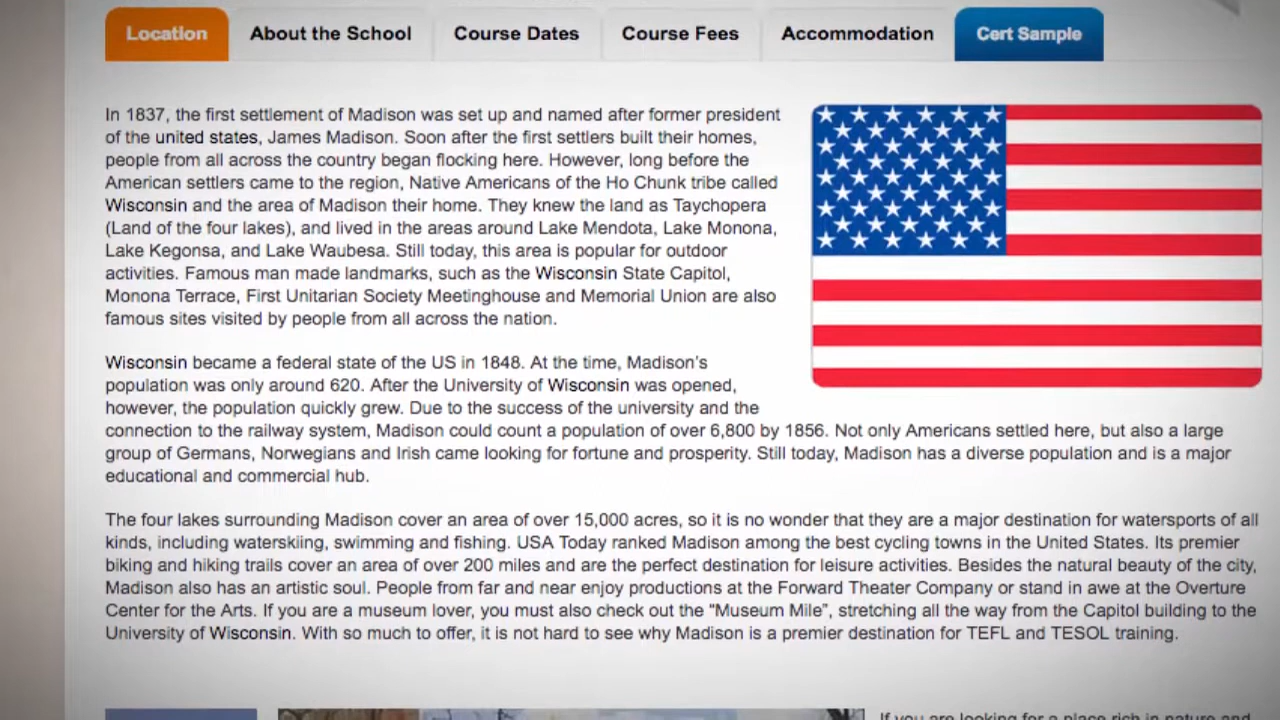 Location
About the School
Course Dates
Course Fees
Accommodation
Cert Sample
In 1837, the first settlement of Madison was set up and named after former president
of the united states, James Madison. Soon after the first settlers built their homes,
people from all across the country began flocking here. However, long before the
American settlers came to the region, Native Americans of the Ho Chunk tribe called
Wisconsin and the area of Madison their home. They knew the land as Taychopera
(Land of the four lakes), and lived in the areas around Lake Mendota, Lake Monona,
Lake Kegonsa, and Lake Waubesa. Still today, this area is popular for outdoor
activities. Famous man made landmarks, such as the Wisconsin State Capitol,
Monona Terrace, First Unitarian Society Meetinghouse and Memorial Union are also
famous sites visited by people from all across the nation.
Wisconsin became a federal state of the US in 1848. At the time, Madison's
population was only around 620. After the University of Wisconsin was opened,
however, the population quickly grew. Due to the success of the university and the
connection to the railway system, Madison could count a population of over 6,800 by 1856. Not only Americans settled here, but also a large
group of Germans, Norwegians and Irish came looking for fortune and prosperity. Still today, Madison has a diverse population and is a major
educational and commercial hub.
The four lakes surrounding Madison cover an area of over 15,000 acres, so it is no wonder that they are a major destination for watersports of all
kinds, including waterskiing, swimming and fishing. USA Today ranked Madison among the best cycling towns in the United States. Its premier
biking and hiking trails cover an area of over 200 miles and are the perfect destination for leisure activities. Besides the natural beauty of the city,
Madison also has an artistic soul. People from far and near enjoy productions at the Forward Theater Company or stand in awe at the Overture
Center for the Arts. If you are a museum lover, you must also check out the “Museum Mile”, stretching all the way from the Capitol building to the
University of Wisconsin. With so much to offer, it is not hard to see why Madison is a premier destination for TEFL and TESOL training.
If you are looking for a place rich in nature and